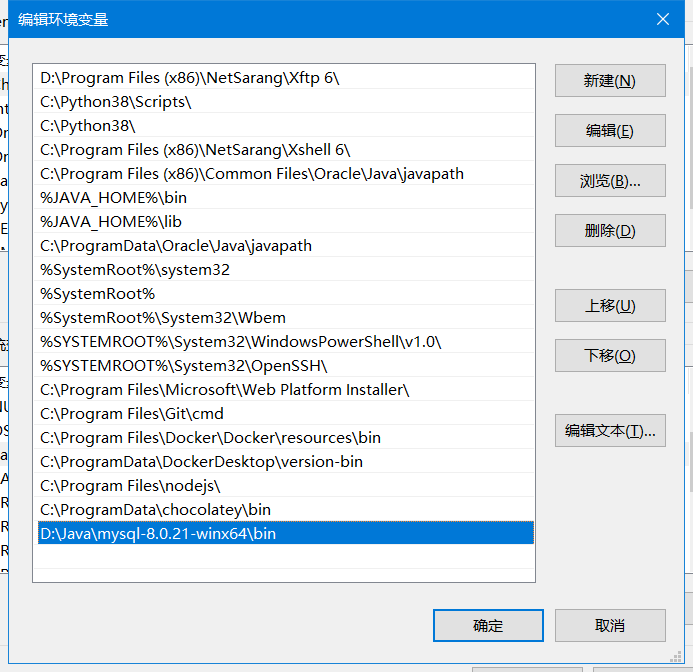 编辑环境变量
D:\Program Files (x86)\NetSarang\Xftp 6\
C:\Python38\Scripts\
C:\Python38\
C:\Program Files (x86)\NetSarang\Xshell 6\
C:\Program Files (x86)\Common Files\Oracle\Java\javapath
%JAVA_HOME%\bin
%JAVA_HOME%\lib
C:\ProgramData\Oracle\Java\javapath
%SystemRoot%\system32
%SystemRoot%
%SystemRoot%\System32\Wbem
%SYSTEMROOT%\System32\WindowsPowerShell\v1.0\
%SYSTEMROOT%\System32\OpenSSH\
C:\Program Files\Microsoft\Web Platform Installer\
C:\Program Files\Git\cmd
C:\Program Files\Docker\Docker\resources\bin
C:\ProgramData\DockerDesktop\version-bin
C:\Program Files\nodejs\
C:\ProgramData\chocolatey\bin
D:\Java\mysql-8.0.21-winx64\bin
新建(N)
编辑(E)
浏览(B)...
删除(D)
上移(U)
下移(O)
编辑文本(T)...
确定
取消